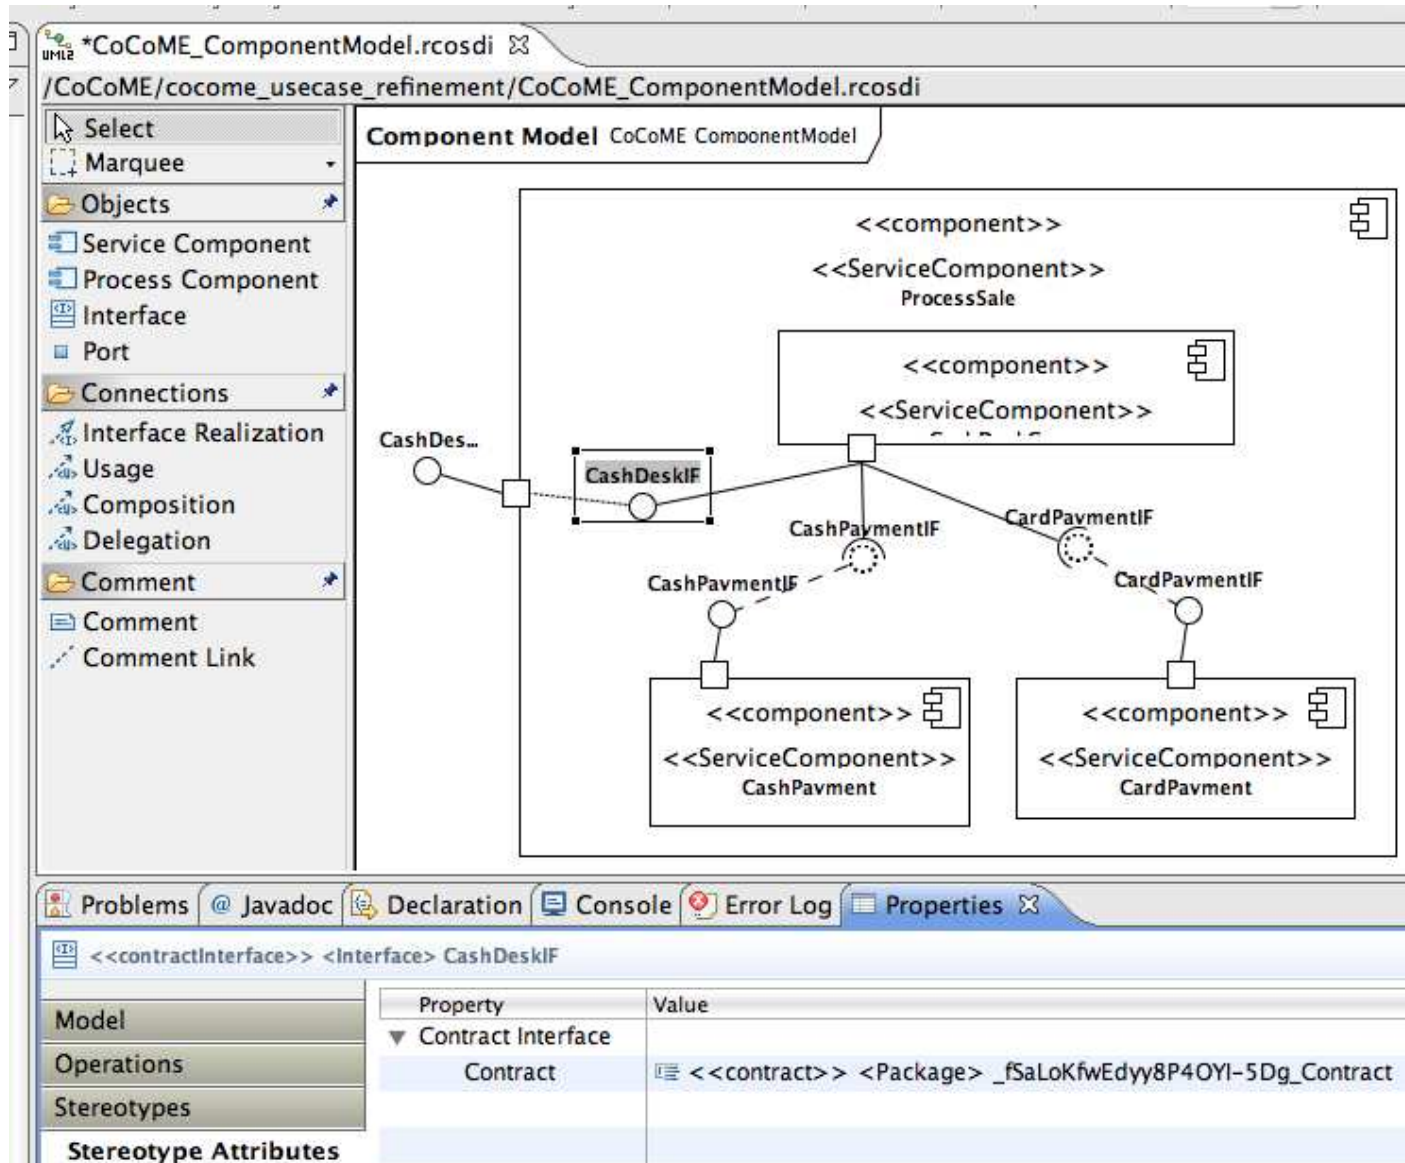 *CoCoME_ComponentModel.rcosdi
/CoCoME/cocome_usecase_refinement/CoCoME_ComponentModel.rcosdi
Select
Marquee
Objects
Service Component
Process Component
Interface
Port
Connections
Interface Realization
Usage
Composition
Delegation
Comment
Comment
Comment Link
Component Model CoCoME ComponentModel
<<component>>
<<ServiceComponent>>
ProcessSale
<<component>>
<<ServiceComponent>>
CashDes...
CashDeskIF
CashPaymentIF
CardPaymentIF
CashPaymentIF
CardPaymentIF
<<component>>
<<ServiceComponent>>
CashPayment
<<component>>
<<ServiceComponent>>
CardPayment
Problems @ Javadoc Declaration Console Error Log Properties
<<contractInterface>> <Interface> CashDeskIF
Model
Operations
Stereotypes
Stereotype Attributes
Property Value
Contract Interface
Contract <<contract>> <Package> _fSaLoKfwEdyy8P4OYI-5Dg_Contract